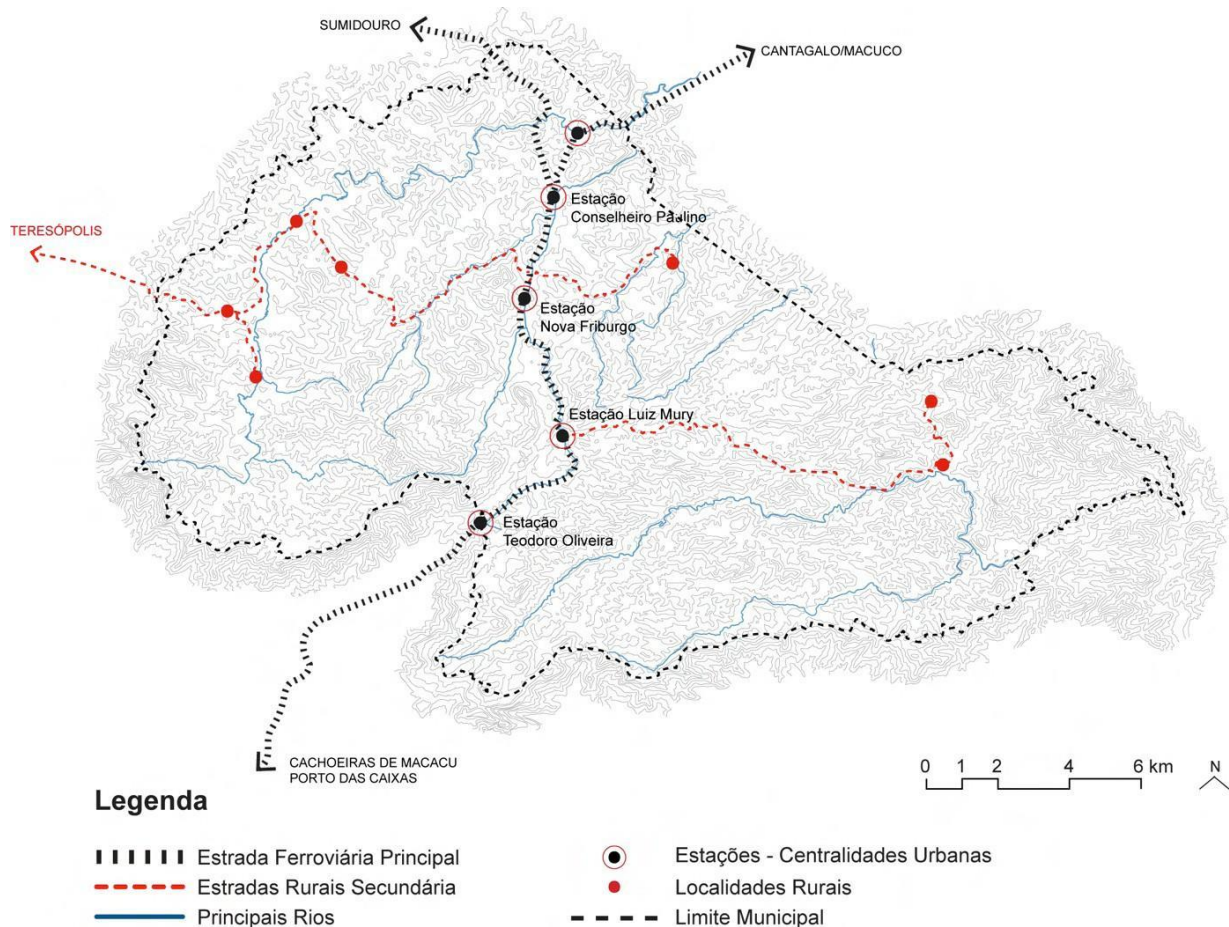 SUMIDOURO
CANTAGALO/MACUCO
Estação
Conselheiro Paulino
TERESÓPOLIS
Estação
Nova Friburgo
Estação Luiz Mury
Estação
Teodoro Oliveira
CACHOEIRAS DE MACACU
PORTO DAS CAIXAS
0 1 2 4 6 km
N
Legenda
Estrada Ferroviária Principal
Estradas Rurais Secundária
Principais Rios
Estações - Centralidades Urbanas
Localidades Rurais
Limite Municipal